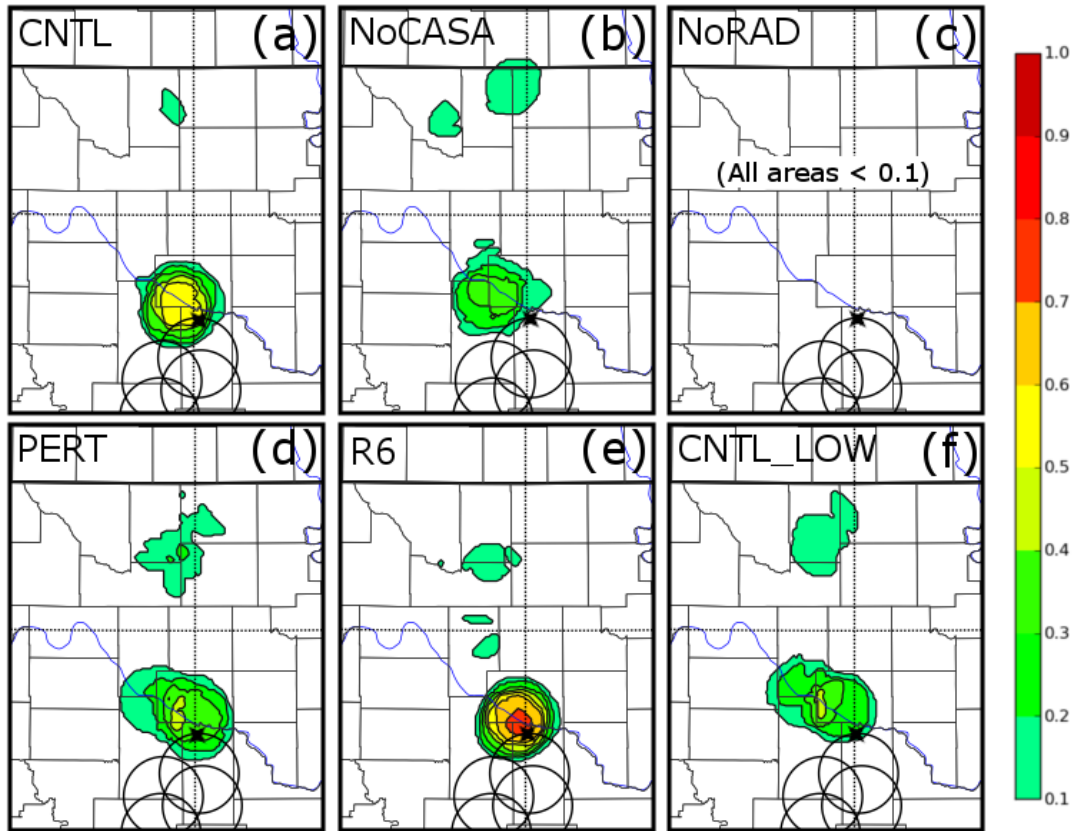 CNTL (a)
NoCASA (b)
NoRAD (c)
(All areas < 0.1)
PERT (d)
R6 (e)
CNTL_LOW (f)
1.0
0.9
0.8
0.7
0.6
0.5
0.4
0.3
0.2
0.1